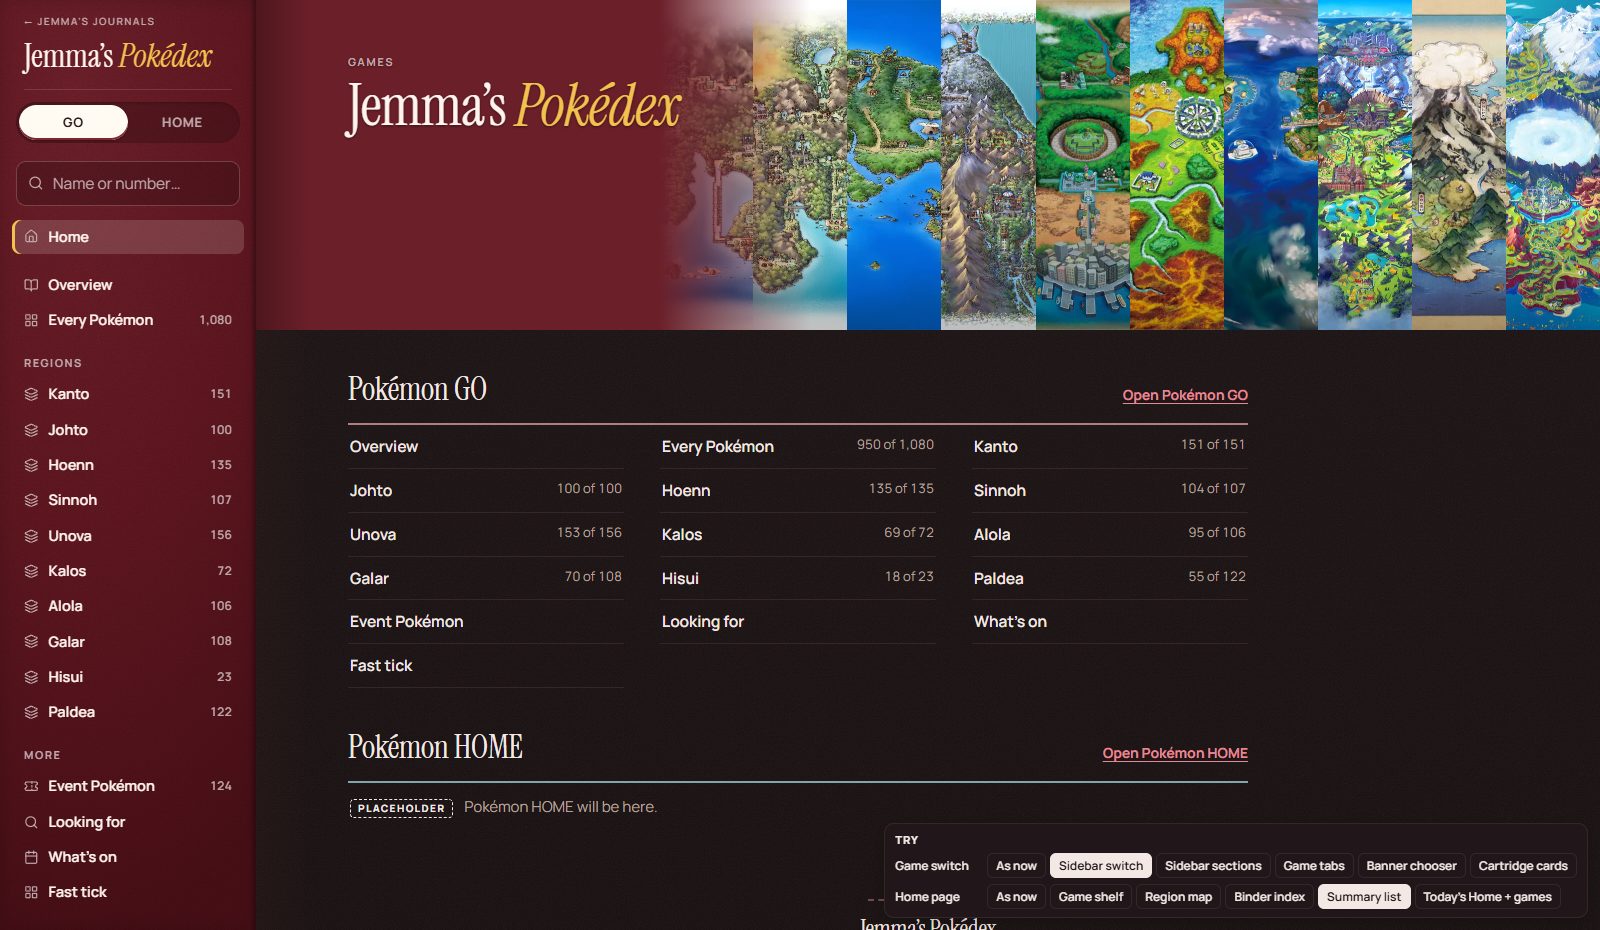 ← JEMMA'S JOURNALS
Jemma's Pokédex
GO HOME
Name or number...
Home
Overview
Every Pokémon 1,080
REGIONS
Kanto 151
Johto 100
Hoenn 135
Sinnoh 107
Unova 156
Kalos 72
Alola 106
Galar 108
Hisui 23
Paldea 122
MORE
Event Pokémon 124
Looking for
What's on
Fast tick
GAMES
Jemma's Pokédex
Pokémon GO Open Pokémon GO
Overview Every Pokémon 950 of 1,080 Kanto 151 of 151
Johto 100 of 100 Hoenn 135 of 135 Sinnoh 104 of 107
Unova 153 of 156 Kalos 69 of 72 Alola 95 of 106
Galar 70 of 108 Hisui 18 of 23 Paldea 55 of 122
Event Pokémon Looking for What's on
Fast tick
Pokémon HOME Open Pokémon HOME
PLACEHOLDER Pokémon HOME will be here.
TRY
Game switch As now Sidebar switch Sidebar sections Game tabs Banner chooser Cartridge cards
Home page As now Game shelf Region map Binder index Summary list Today's Home + games
Jemma's Pokédex